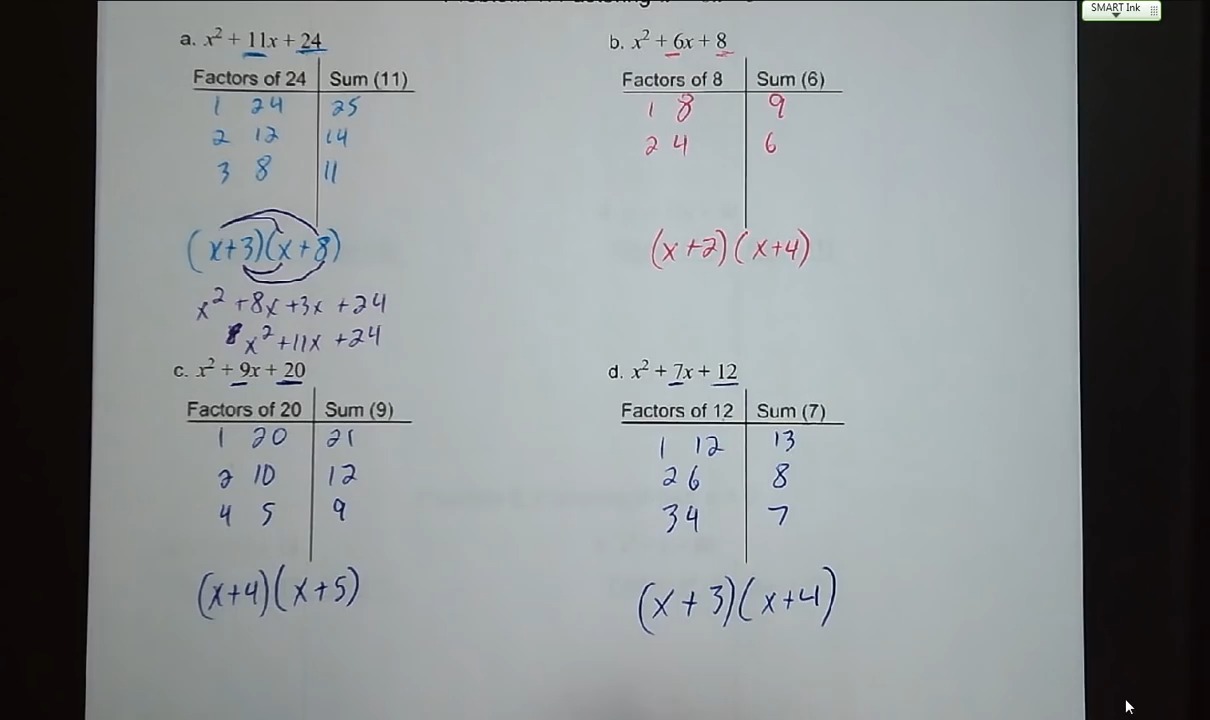 SMART Ink
a. x² + 11x + 24
Factors of 24 Sum (11)
1 24 25
2 12 14
3 8 11
(x+3)(x+8)
x² +8x +3x +24
x² +11x +24
b. x² + 6x + 8
Factors of 8 Sum (6)
1 8 9
2 4 6
(x+2)(x+4)
c. x² + 9x + 20
Factors of 20 Sum (9)
1 20 21
2 10 12
4 5 9
(x+4)(x+5)
d. x² + 7x + 12
Factors of 12 Sum (7)
1 12 13
2 6 8
3 4 7
(x+3)(x+4)